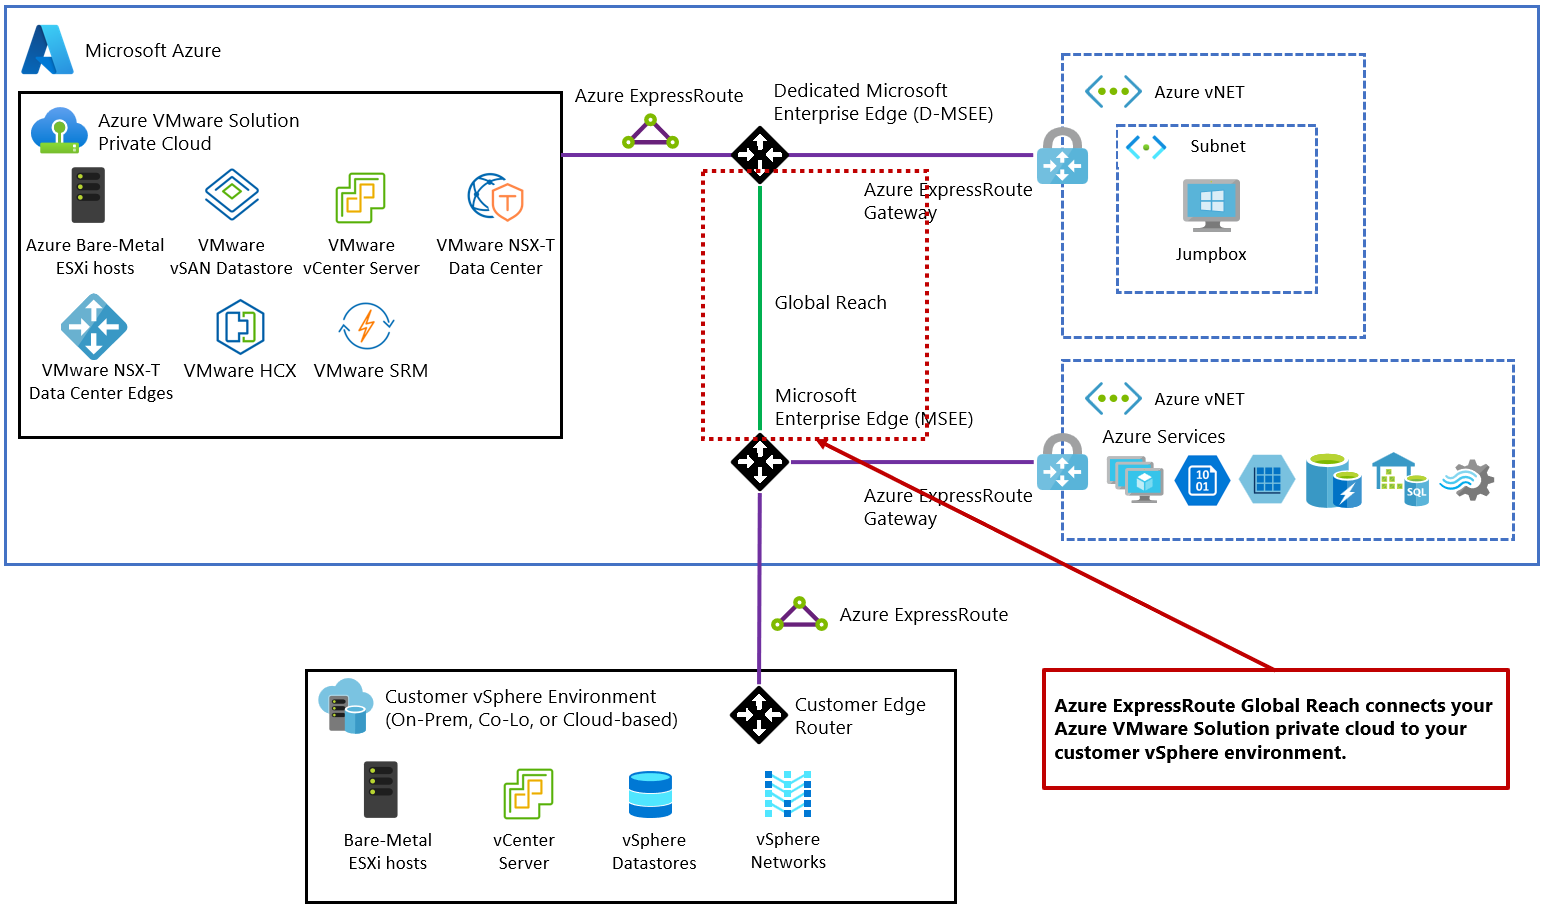 Microsoft Azure
Azure VMware Solution
Private Cloud
Azure Bare-Metal
ESXi hosts
VMware
vSAN Datastore
VMware
vCenter Server
VMware NSX-T
Data Center
VMware NSX-T
Data Center Edges
VMware HCX
VMware SRM
Azure ExpressRoute
Dedicated Microsoft
Enterprise Edge (D-MSEE)
Azure ExpressRoute
Gateway
Global Reach
Microsoft
Enterprise Edge (MSEE)
Azure ExpressRoute
Gateway
Azure vNET
Subnet
Jumpbox
Azure vNET
Azure Services
10
01
SQL
Azure ExpressRoute
Customer vSphere Environment
(On-Prem, Co-Lo, or Cloud-based)
Customer Edge
Router
Bare-Metal
ESXi hosts
vCenter
Server
vSphere
Datastores
vSphere
Networks
Azure ExpressRoute Global Reach connects your
Azure VMware Solution private cloud to your
customer vSphere environment.